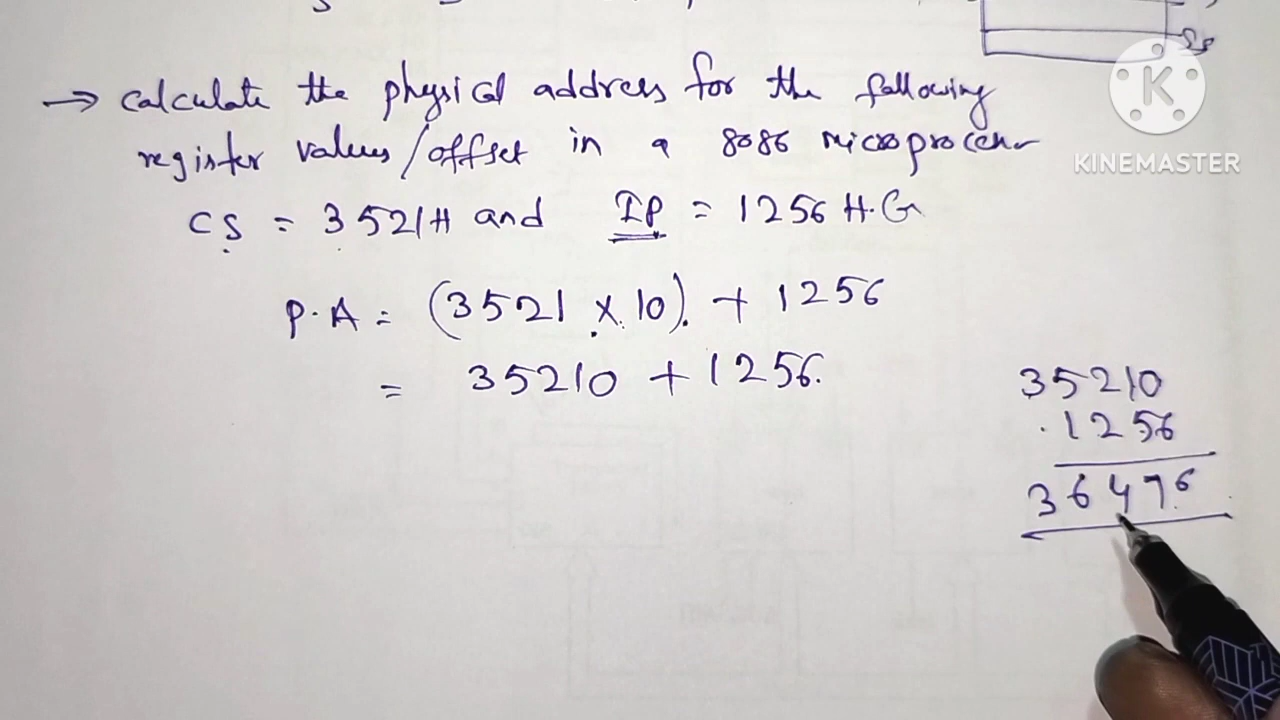 → Calculate the physical address for the following
register values/offset in a 8086 microprocessor
CS = 3521H and IP = 1256 H.G
P.A = (3521 × 10) + 1256
= 35210 + 1256.
35210
1256
36476
K
KINEMASTER